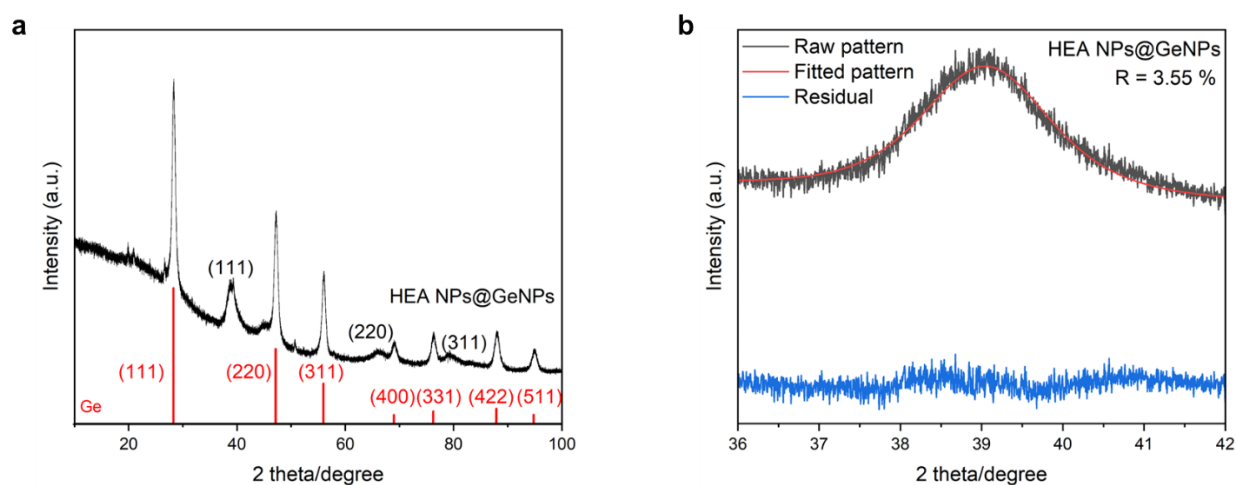 a
Intensity (a.u.)
(111)
HEA NPs@GeNPs
(220)
(311)
(111)
(220)
(311)
(400)
(331)
(422)
(511)
Ge
20
40
60
80
100
2 theta/degree
b
Intensity (a.u.)
Raw pattern
Fitted pattern
Residual
HEA NPs@GeNPs
R = 3.55 %
36
37
38
39
40
41
42
2 theta/degree